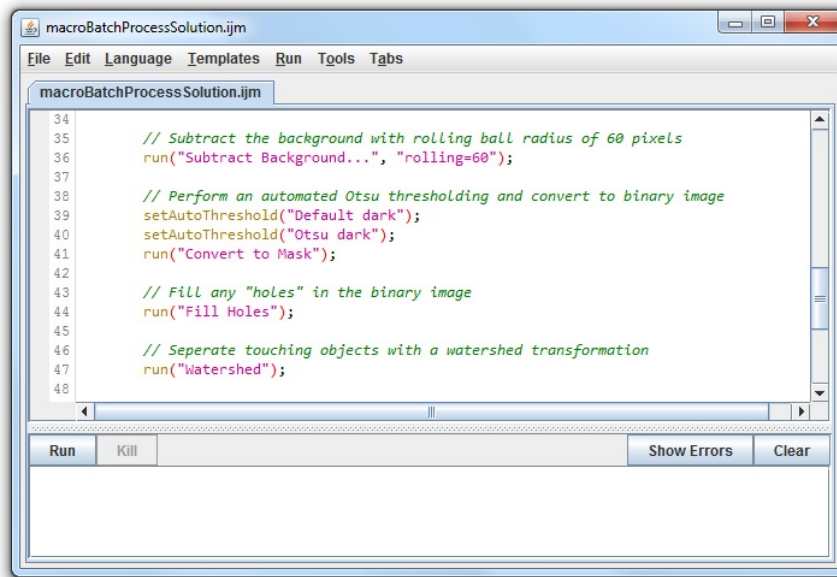 macroBatchProcessSolution.ijm
File Edit Language Templates Run Tools Tabs
macroBatchProcessSolution.ijm
34
35 // Subtract the background with rolling ball radius of 60 pixels
36 run("Subtract Background...", "rolling=60");
37
38 // Perform an automated Otsu thresholding and convert to binary image
39 setAutoThreshold("Default dark");
40 setAutoThreshold("Otsu dark");
41 run("Convert to Mask");
42
43 // Fill any "holes" in the binary image
44 run("Fill Holes");
45
46 // Seperate touching objects with a watershed transformation
47 run("Watershed");
48
Run Kill Show Errors Clear